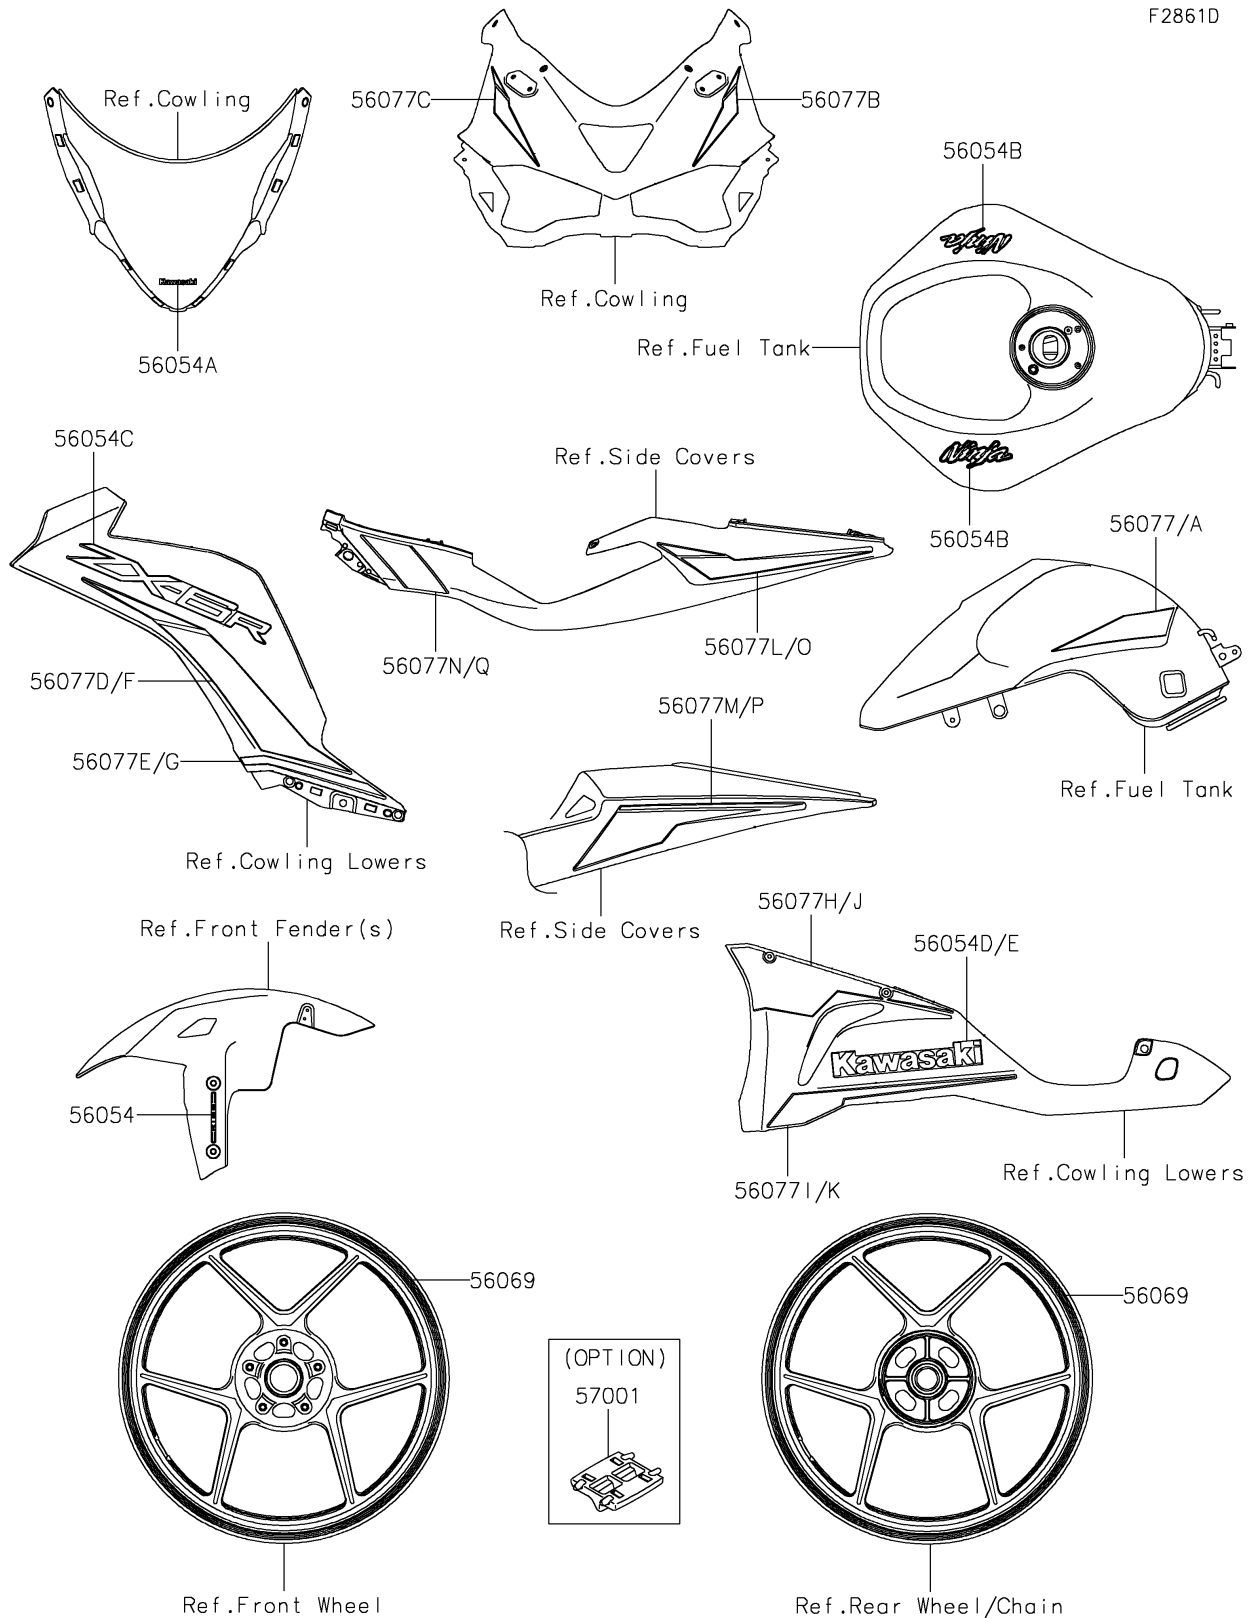 F2861D
Ref.Cowling
56077C
56077B
56054B
Ninja
Kawasaki
Ref.Cowling
Ref.Fuel Tank
56054A
Ninja
56054C
Ref.Side Covers
56054B
56077/A
ZX-6R
56077N/Q
56077L/O
56077D/F
56077M/P
56077E/G
Ref.Fuel Tank
Ref.Cowling Lowers
56077H/J
Ref.Front Fender(s)
Ref.Side Covers
56054D/E
Kawasaki
56054
Ref.Cowling Lowers
56077I/K
56069
56069
(OPTION)
57001
Ref.Front Wheel
Ref.Rear Wheel/Chain